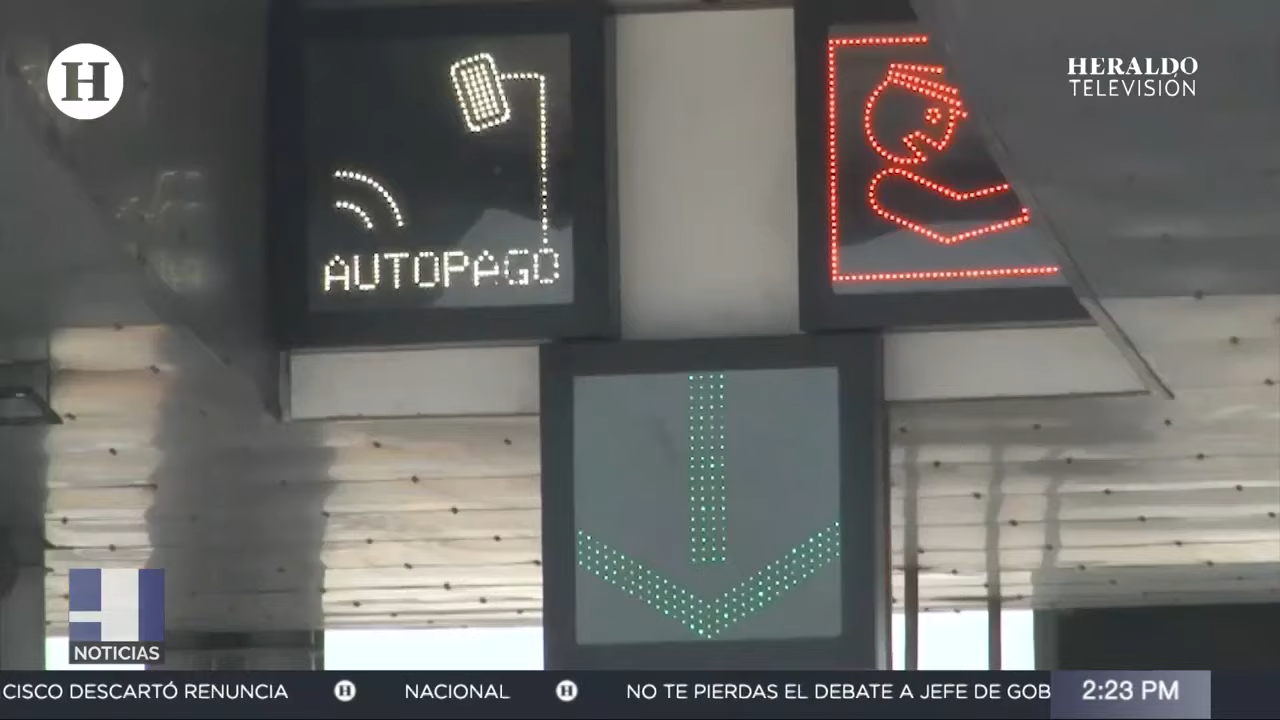 H
HERALDO
TELEVISIÓN
AUTOPAGO
NOTICIAS
CISCO DESCARTÓ RENUNCIA H NACIONAL H NO TE PIERDAS EL DEBATE A JEFE DE GOB
2:23 PM